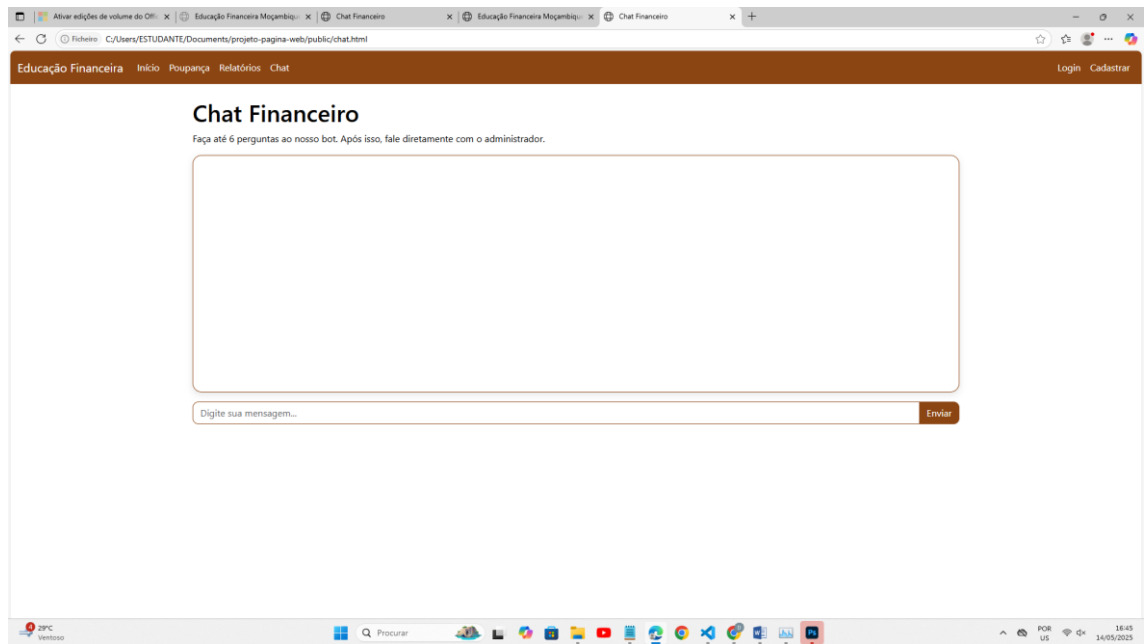 Ativar edições de volume do Offi
Educação Financeira Moçambiqu
Chat Financeiro
Educação Financeira Moçambiqu
Chat Financeiro
Ficheiro C:/Users/ESTUDANTE/Documents/projeto-pagina-web/public/chat.html
Educação Financeira Início Poupança Relatórios Chat Login Cadastrar
Chat Financeiro
Faça até 6 perguntas ao nosso bot. Após isso, fale diretamente com o administrador.
Digite sua mensagem... Enviar
4 29°C
Ventoso
Procurar
Ps
POR
US
16:45
14/05/2025